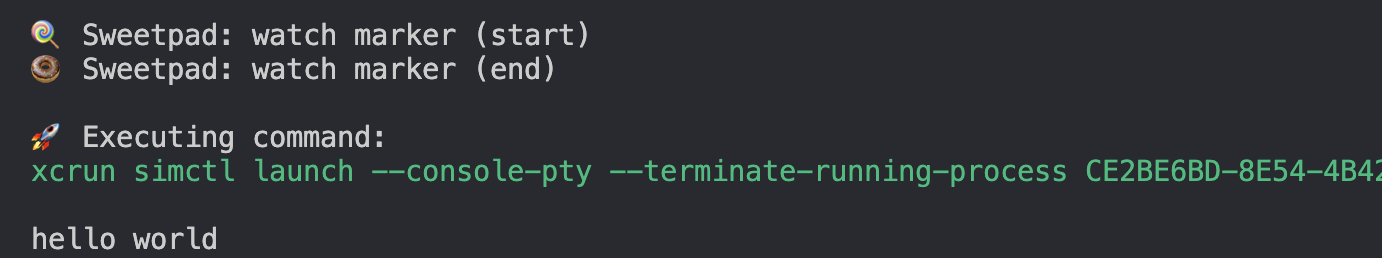 🍭 Sweetpad: watch marker (start)
🍩 Sweetpad: watch marker (end)
🚀 Executing command:
xcrun simctl launch --console-pty --terminate-running-process CE2BE6BD-8E54-4B42
hello world